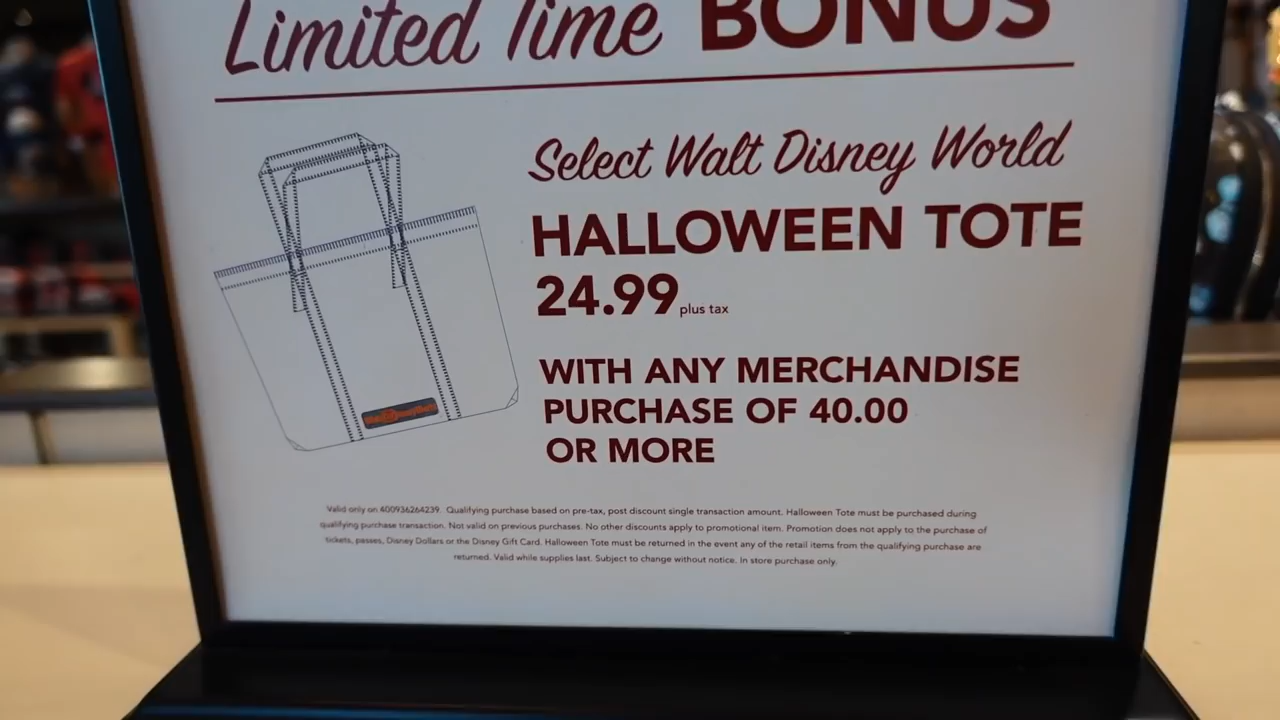 Limited Time BONUS
Select Walt Disney World
HALLOWEEN TOTE
24.99 plus tax
WITH ANY MERCHANDISE
PURCHASE OF 40.00
OR MORE
Walt Disney World
Valid only on 400936264239. Qualifying purchase based on pre-tax, post discount single transaction amount. Halloween Tote must be purchased during
qualifying purchase transaction. Not valid on previous purchases. No other discounts apply to promotional item. Promotion does not apply to the purchase of
tickets, passes, Disney Dollars or the Disney Gift Card. Halloween Tote must be returned in the event any of the retail items from the qualifying purchase are
returned. Valid while supplies last. Subject to change without notice. In store purchase only.